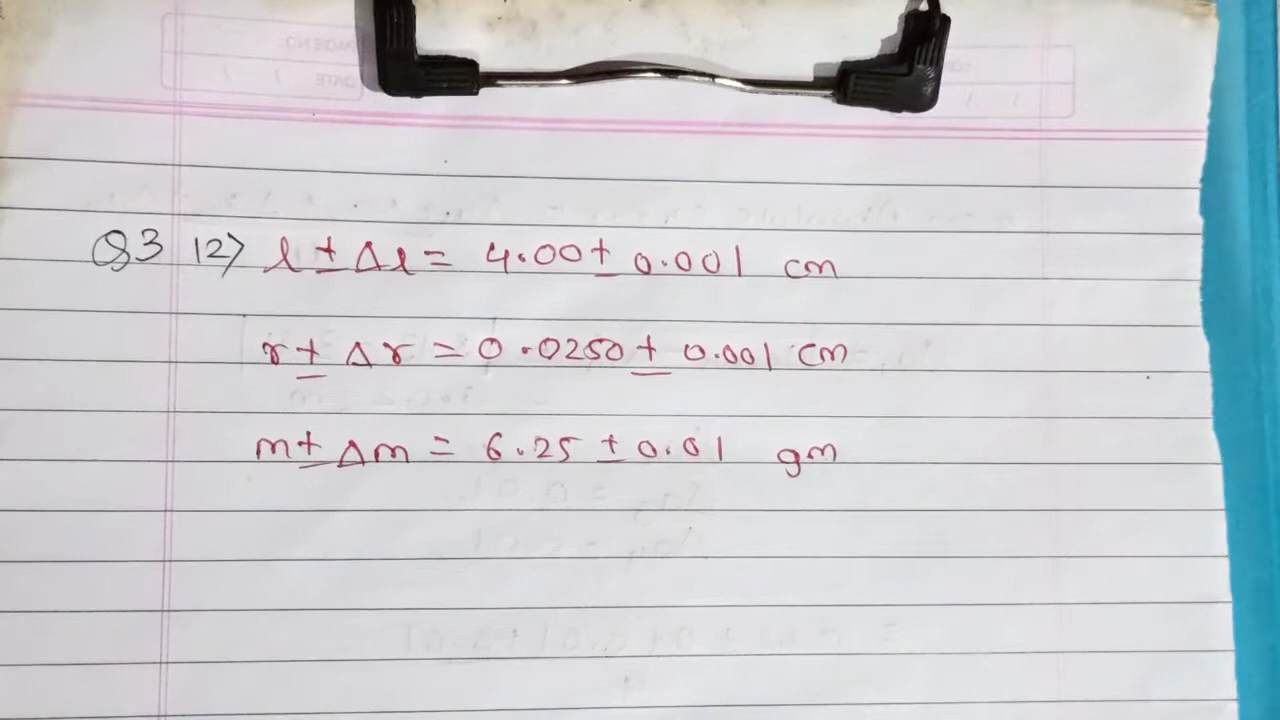 Q3 12) l ± Δl = 4.00 ± 0.001 cm
r ± Δr = 0.0250 ± 0.001 cm
m ± Δm = 6.25 ± 0.01 gm